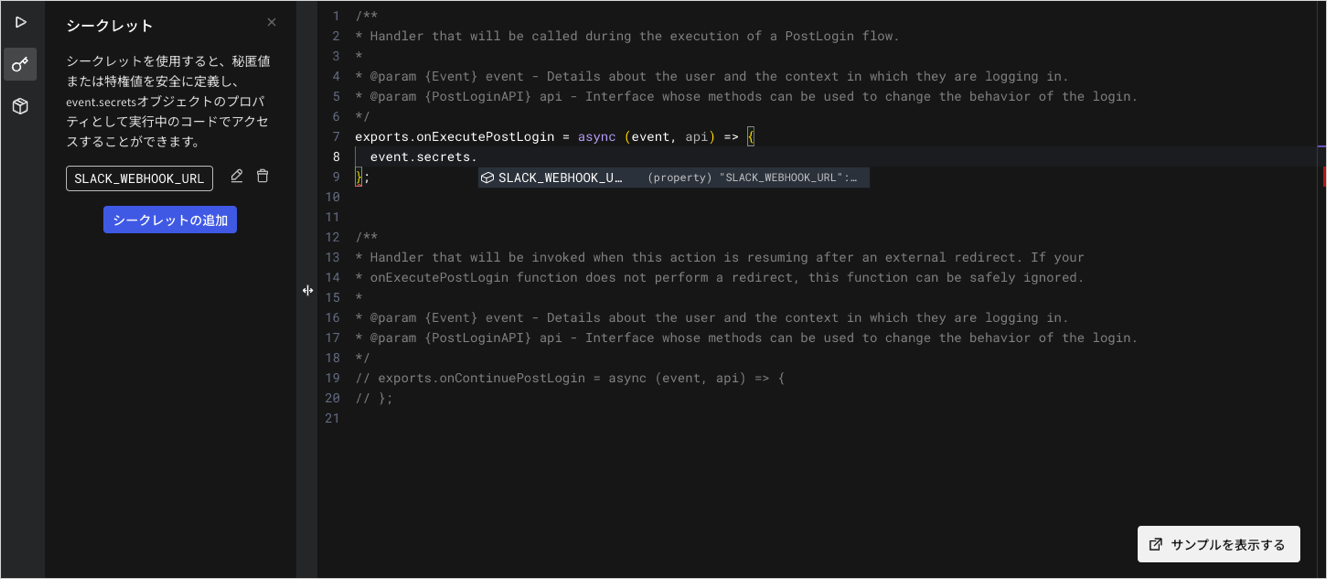 シークレット
シークレットを使用すると、秘匿値
または特権値を安全に定義し、
event.secretsオブジェクトのプロパ
ティとして実行中のコードでアクセ
スすることができます。
SLACK_WEBHOOK_URL
シークレットの追加
1 /**
2 * Handler that will be called during the execution of a PostLogin flow.
3 *
4 * @param {Event} event - Details about the user and the context in which they are logging in.
5 * @param {PostLoginAPI} api - Interface whose methods can be used to change the behavior of the login.
6 */
7 exports.onExecutePostLogin = async (event, api) => {
8 event.secrets.
9 };
SLACK_WEBHOOK_U… (property) "SLACK_WEBHOOK_URL":…
10
11
12 /**
13 * Handler that will be invoked when this action is resuming after an external redirect. If your
14 * onExecutePostLogin function does not perform a redirect, this function can be safely ignored.
15 *
16 * @param {Event} event - Details about the user and the context in which they are logging in.
17 * @param {PostLoginAPI} api - Interface whose methods can be used to change the behavior of the login.
18 */
19 // exports.onContinuePostLogin = async (event, api) => {
20 // };
21
サンプルを表示する